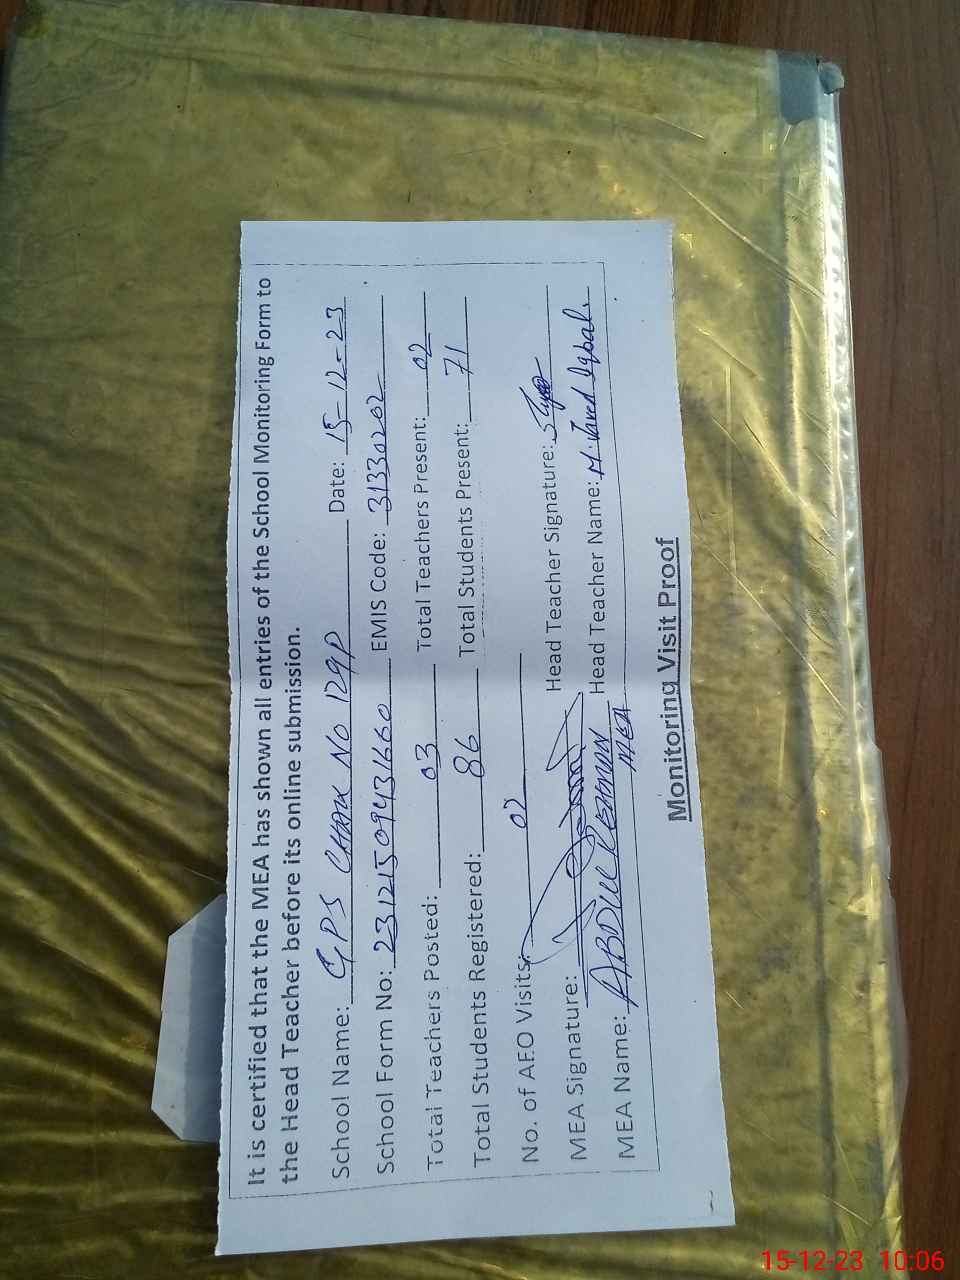 It is certified that the MEA has shown all entries of the School Monitoring Form to
the Head Teacher before its online submission.
School Name: GPS CHAK NO 129P Date: 15-12-23
School Form No: 231215094431660 EMIS Code: 31330202
Total Teachers Posted: 03 Total Teachers Present: 02
Total Students Registered: 86 Total Students Present: 71
No. of AEO Visits: 02
MEA Signature: Head Teacher Signature:
MEA Name: ABDUL REHMAN Head Teacher Name: M. Javed Iqbal
MEA
Monitoring Visit Proof
15-12-23 10:06